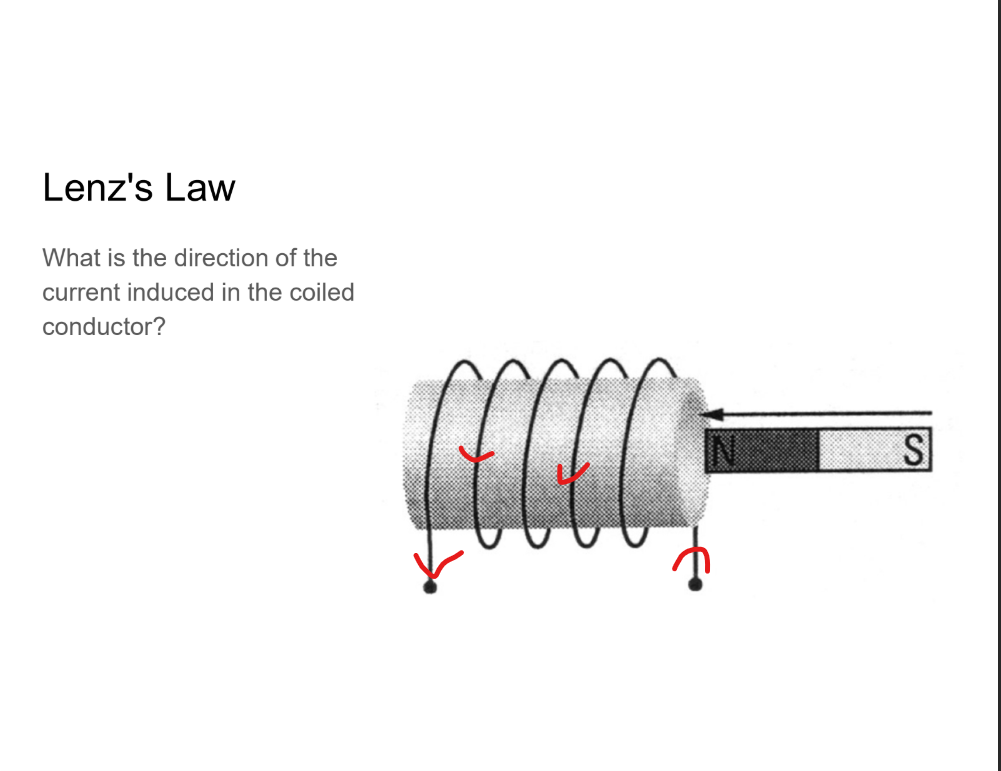 Lenz's Law
What is the direction of the
current induced in the coiled
conductor?
N S